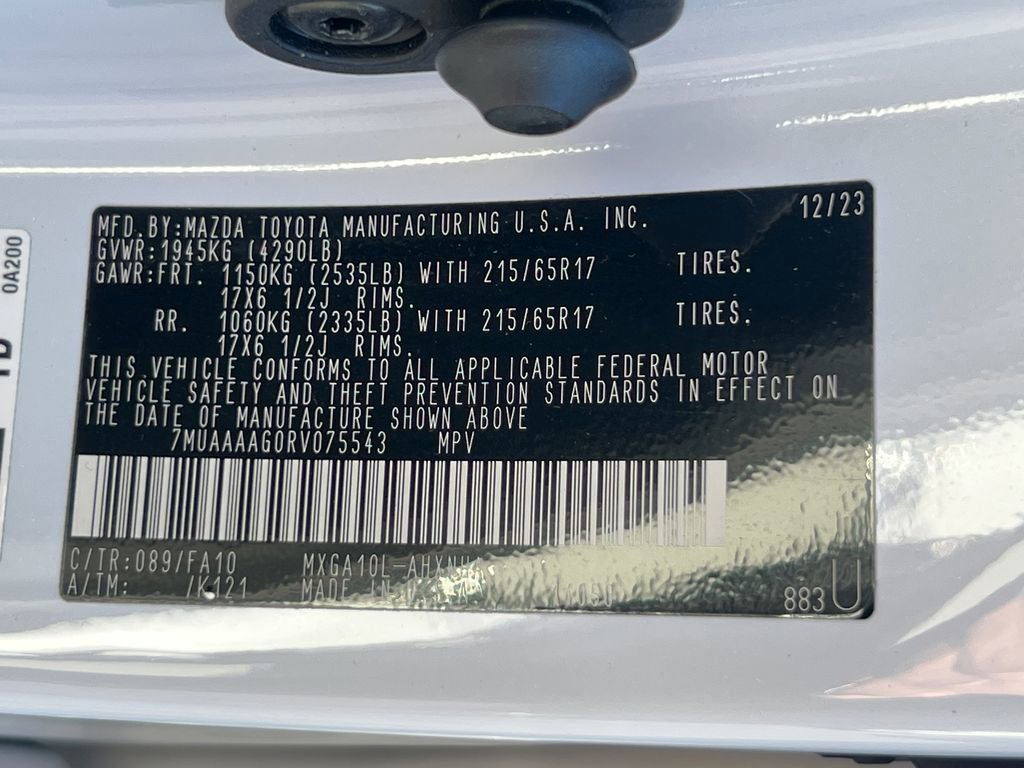 MFD. BY:MAZDA TOYOTA MANUFACTURING U.S.A. INC. 12/23
GVWR:1945KG (4290LB)
GAWR:FRT. 1150KG (2535LB) WITH 215/65R17 TIRES.
17X6 1/2J RIMS.
RR. 1060KG (2335LB) WITH 215/65R17 TIRES.
17X6 1/2J RIMS.
THIS VEHICLE CONFORMS TO ALL APPLICABLE FEDERAL MOTOR
VEHICLE SAFETY AND THEFT PREVENTION STANDARDS IN EFFECT ON
THE DATE OF MANUFACTURE SHOWN ABOVE
7MUAAAAG0RV075543 MPV
C/TR:089/FA10
A/TM: /K121 MADE IN
883 U
0A200